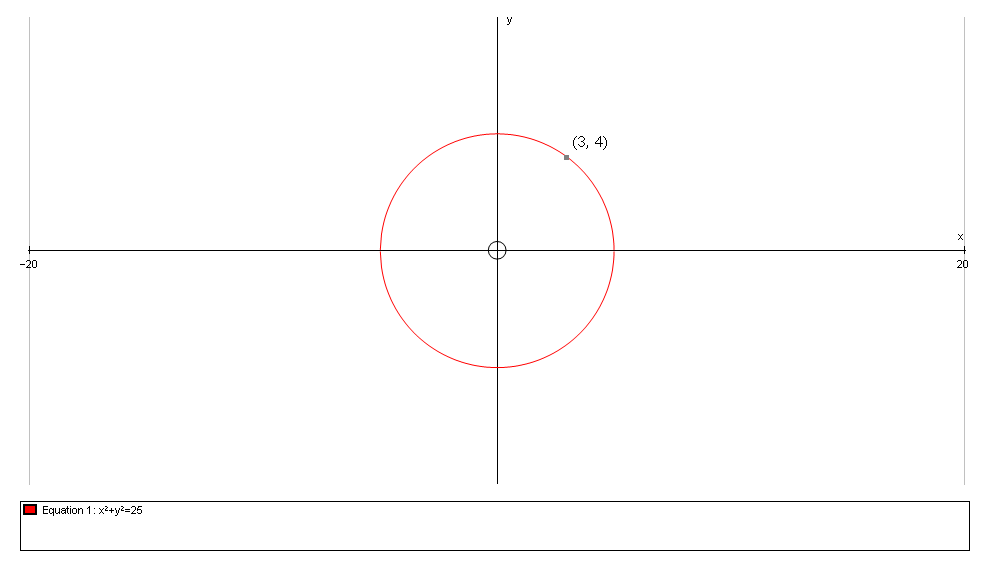 y
(3, 4)
x
−20
20
Equation 1: x²+y²=25